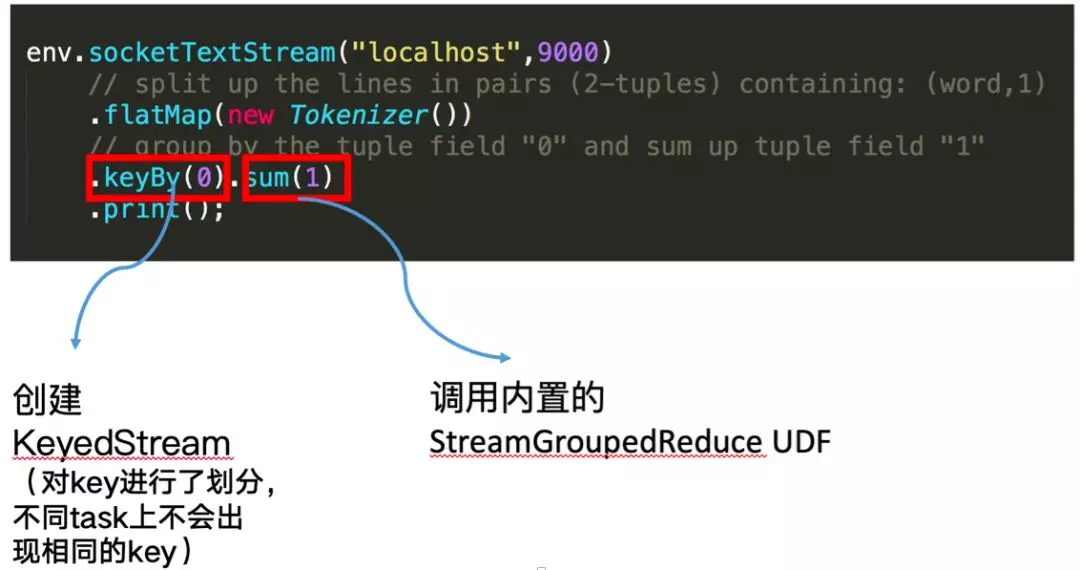 env.socketTextStream("localhost",9000)
// split up the lines in pairs (2-tuples) containing: (word,1)
.flatMap(new Tokenizer())
// group by the tuple field "0" and sum up tuple field "1"
.keyBy(0).sum(1)
.print();
创建
KeyedStream
（对key进行了划分，
不同task上不会出
现相同的key）
调用内置的
StreamGroupedReduce UDF